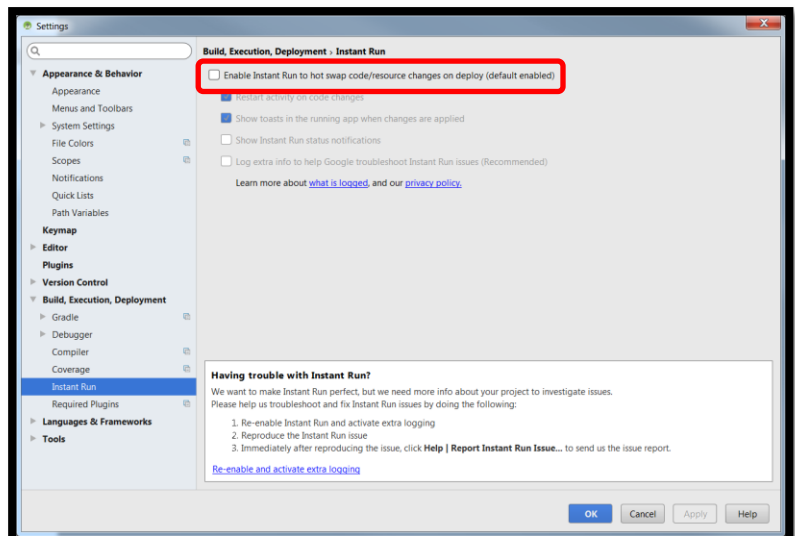 Settings
Build, Execution, Deployment › Instant Run
Enable Instant Run to hot swap code/resource changes on deploy (default enabled)
Restart activity on code changes
Show toasts in the running app when changes are applied
Show Instant Run status notifications
Log extra info to help Google troubleshoot Instant Run issues (Recommended)
Learn more about what is logged, and our privacy policy.
Appearance & Behavior
Appearance
Menus and Toolbars
System Settings
File Colors
Scopes
Notifications
Quick Lists
Path Variables
Keymap
Editor
Plugins
Version Control
Build, Execution, Deployment
Gradle
Debugger
Compiler
Coverage
Instant Run
Required Plugins
Languages & Frameworks
Tools
Having trouble with Instant Run?
We want to make Instant Run perfect, but we need more info about your project to investigate issues.
Please help us troubleshoot and fix Instant Run issues by doing the following:
1. Re-enable Instant Run and activate extra logging
2. Reproduce the Instant Run issue
3. Immediately after reproducing the issue, click Help | Report Instant Run Issue... to send us the issue report.
Re-enable and activate extra logging
OK Cancel Apply Help